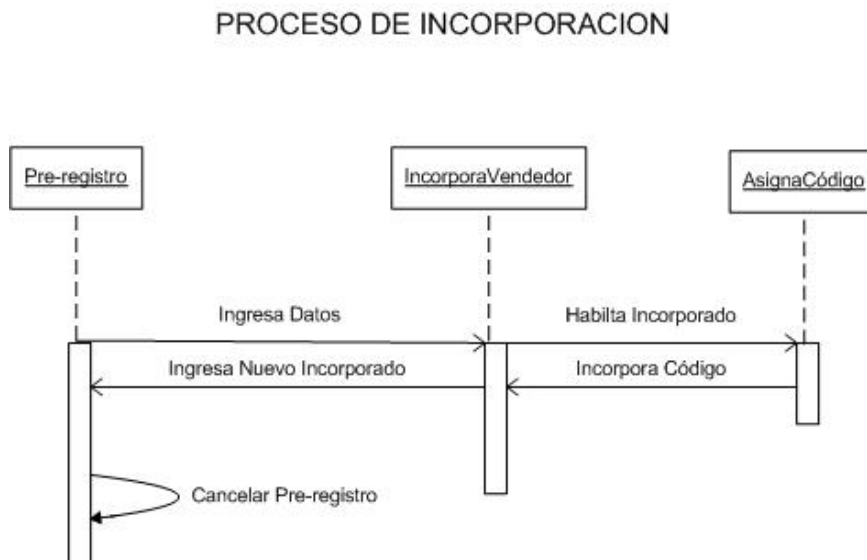 PROCESO DE INCORPORACION
Pre-registro
IncorporaVendedor
AsignaCódigo
Ingresa Datos
Habilta Incorporado
Ingresa Nuevo Incorporado
Incorpora Código
Cancelar Pre-registro